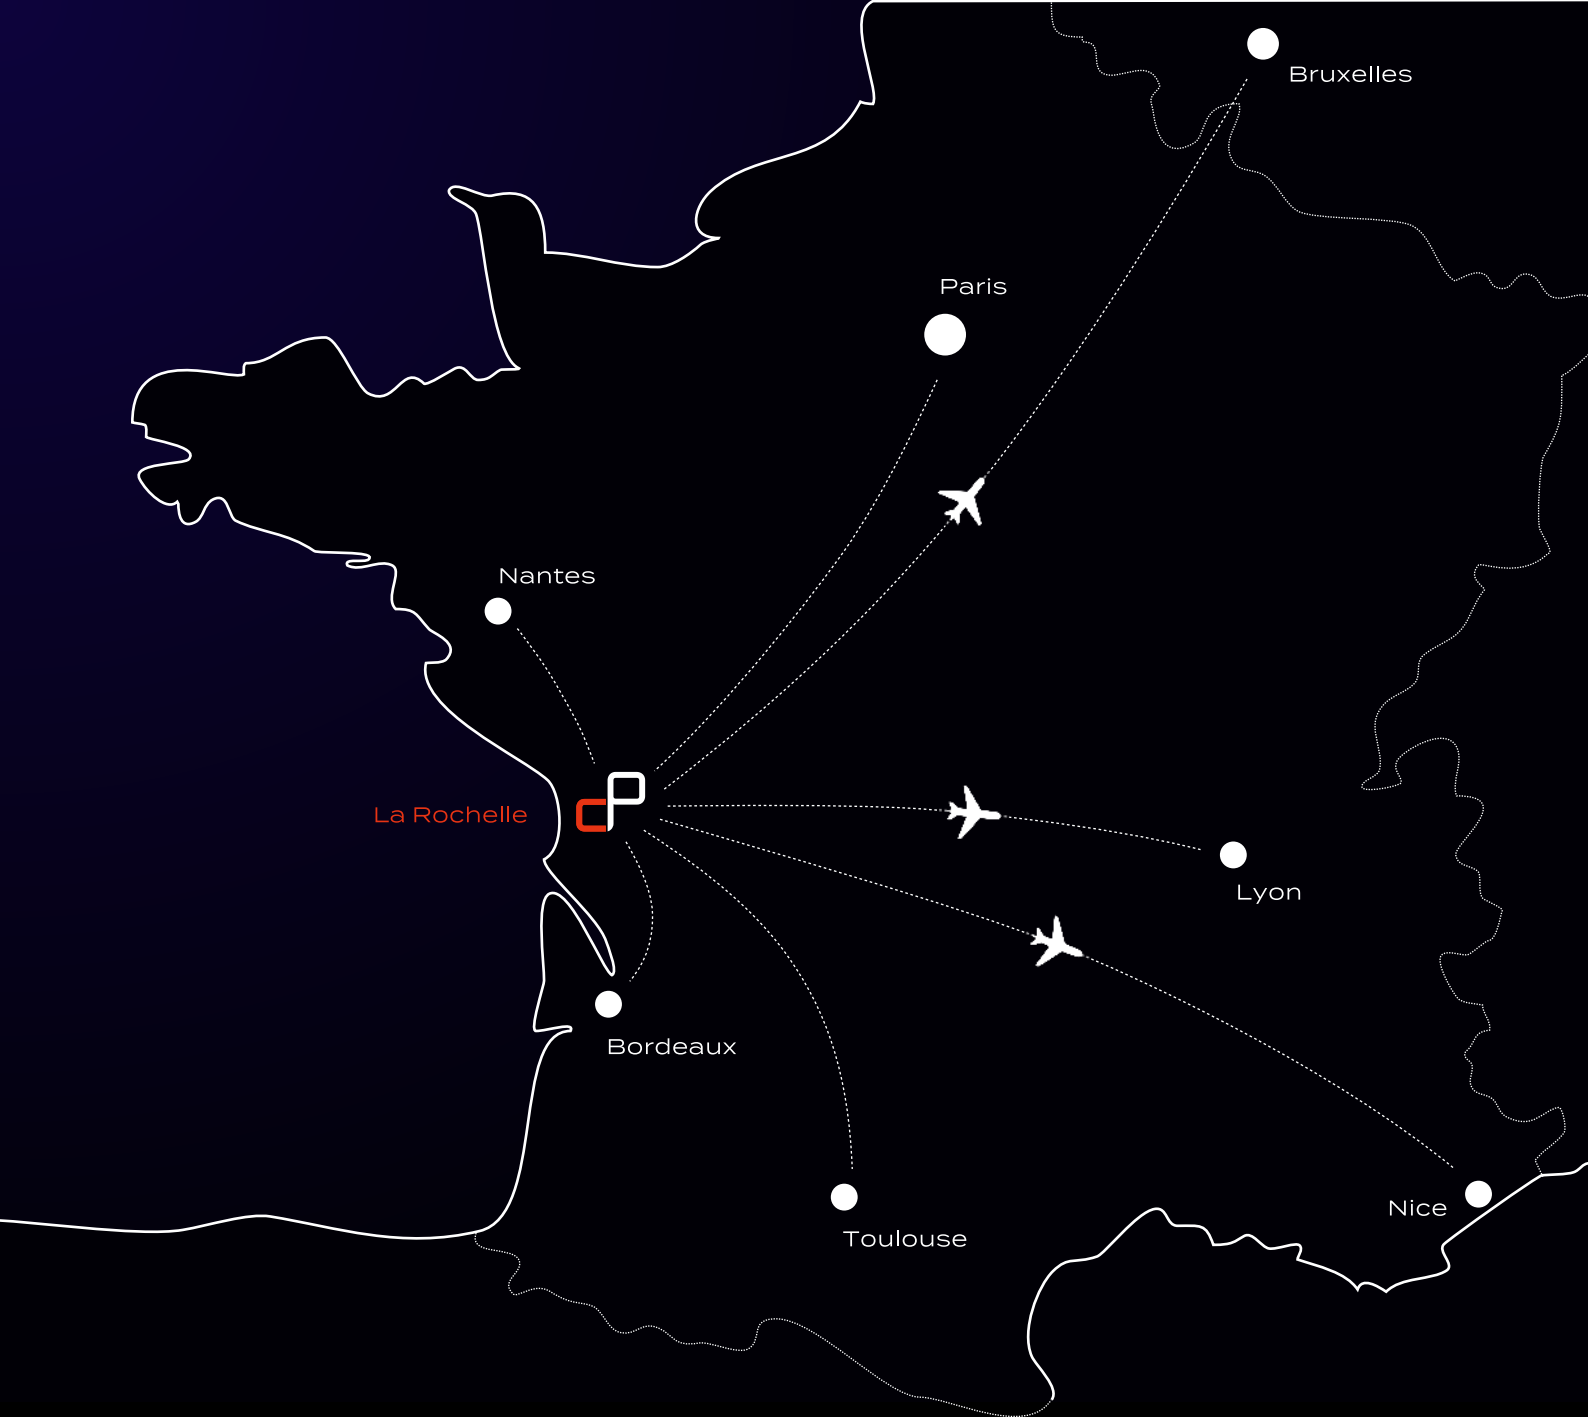 Bruxelles
Paris
Nantes
La Rochelle
Lyon
Bordeaux
Nice
Toulouse